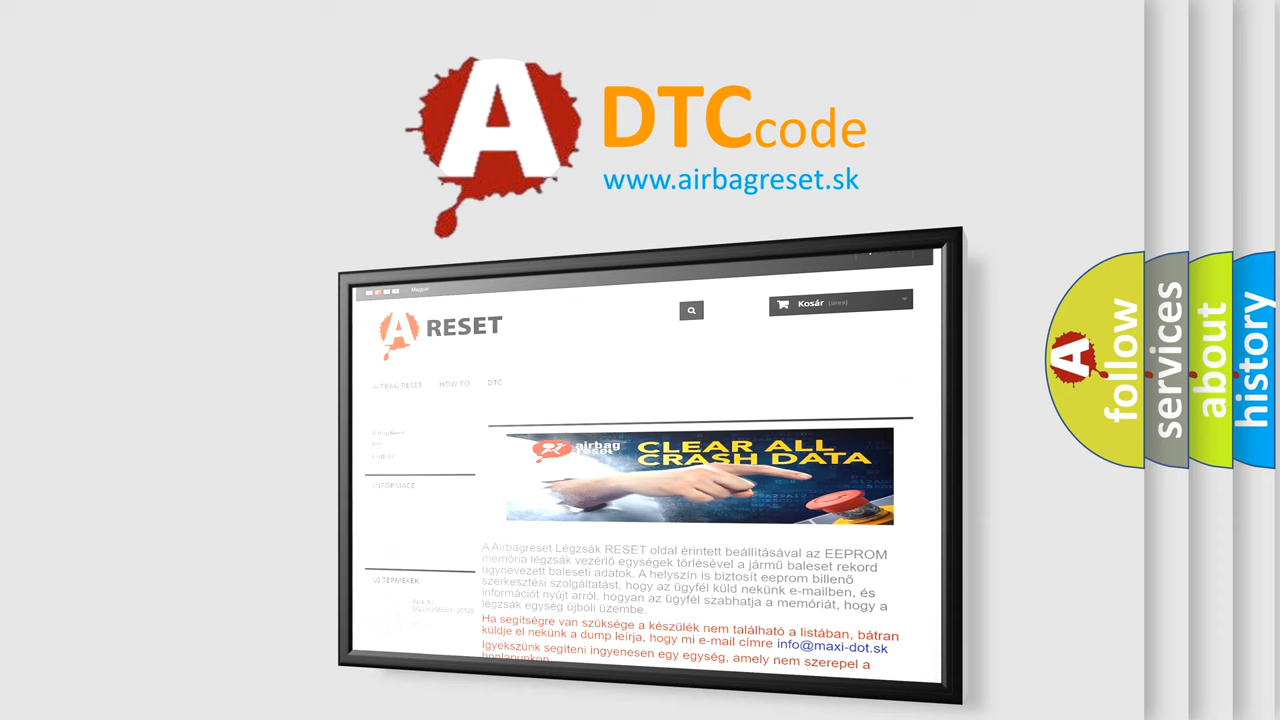 A DTC code
www.airbagreset.sk
Magyar
Kosár (üres)
A RESET
AIRBAG RESET HOW TO DTC
INFORMACE
airbag reset
CLEAR ALL
CRASH DATA
A Airbagreset Légzsák RESET oldal érintett beállításával az EEPROM
memória légzsák vezérlő egységek törlésével a jármű baleset rekord
úgynevezett baleseti adatok. A helyszín is biztosít eeprom billenő
szerkesztési szolgáltatást, hogy az ügyfél küld nekünk e-mailben, és
információt nyújt arról, hogyan az ügyfél szabhatja a memóriát, hogy a
légzsák egység újbóli üzembe.
Ha segítségre van szüksége a készülék nem található a listában, bátran
küldje el nekünk a dump leírja, hogy mi e-mail címre info@maxi-dot.sk
Igyekszünk segíteni ingyenesen egy egység, amely nem szerepel a
honlapunkon
ÚJ TERMÉKEK
A
follow
services
about
history